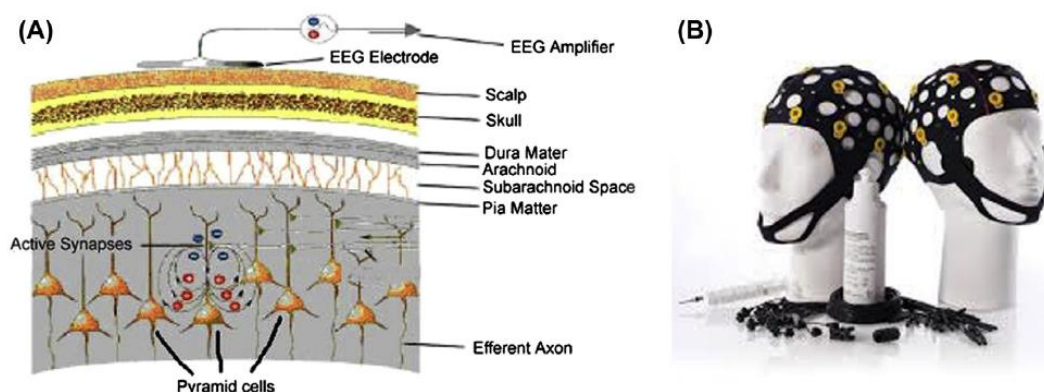 (A)
EEG Amplifier
EEG Electrode
Scalp
Skull
Dura Mater
Arachnoid
Subarachnoid Space
Pia Matter
Active Synapses
Efferent Axon
Pyramid cells
(B)